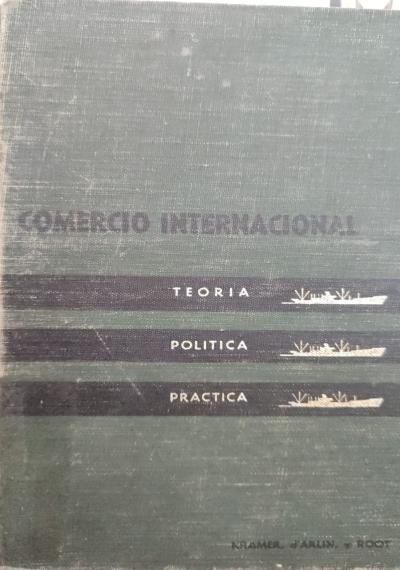 COMERCIO INTERNACIONAL
TEORIA
POLITICA
PRACTICA
KRAMER, d'ARLIN, y ROOT